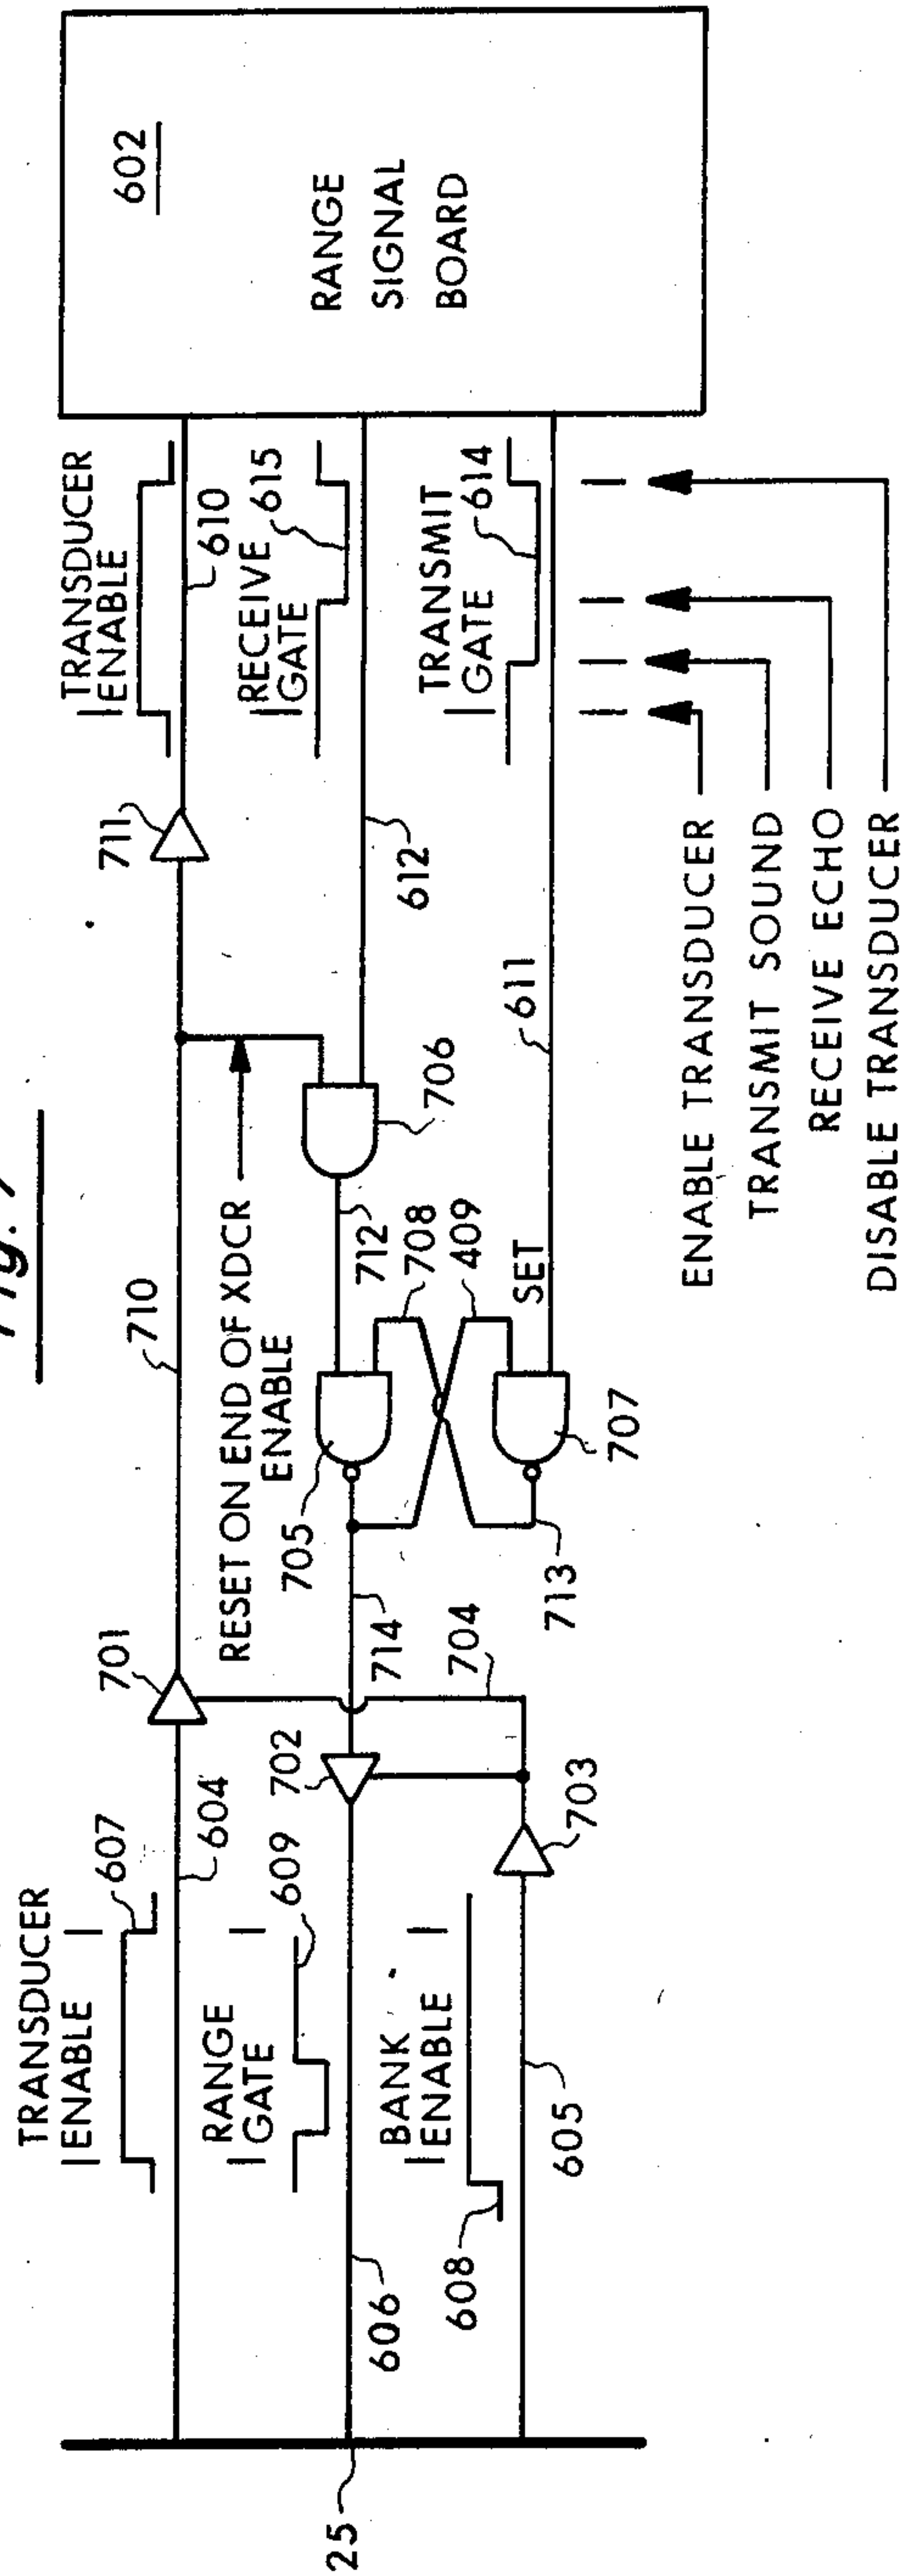 Fig. 7
TRANSDUCER
ENABLE
607
604
701
710
711
TRANSDUCER
ENABLE
610
602
RANGE
SIGNAL
BOARD
RANGE
GATE
609
702
714
705
RESET ON END OF XDCR
ENABLE
712
706
708
409
612
RECEIVE
GATE
615
25
606
BANK
ENABLE
608
605
703
704
713
707
SET
611
TRANSMIT
GATE
614
ENABLE TRANSDUCER
TRANSMIT SOUND
RECEIVE ECHO
DISABLE TRANSDUCER